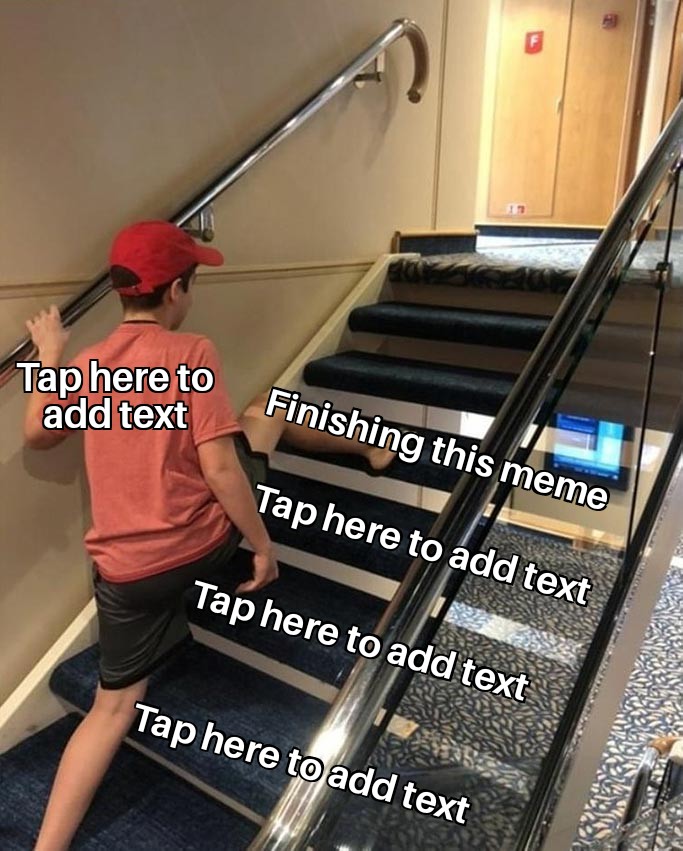 Tap here to
add text
Finishing this meme
Tap here to add text
Tap here to add text
Tap here to add text
F